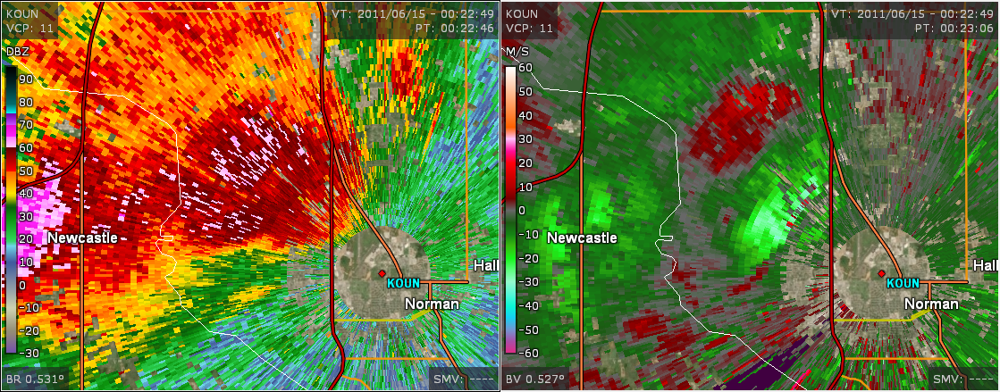 KOUN
VCP: 11
VT: 2011/06/15 - 00:22:49
PT: 00:22:46
DBZ
90
80
70
60
50
40
30
20
10
0
-10
-20
-30
Newcastle
Hall
KOUN
Norman
BR 0.531°
SMV: ----
KOUN
VCP: 11
VT: 2011/06/15 - 00:22:49
PT: 00:23:06
M/S
60
50
40
30
20
10
0
-10
-20
-30
-40
-50
-60
Newcastle
Hall
KOUN
Norman
BV 0.527°
SMV: ----